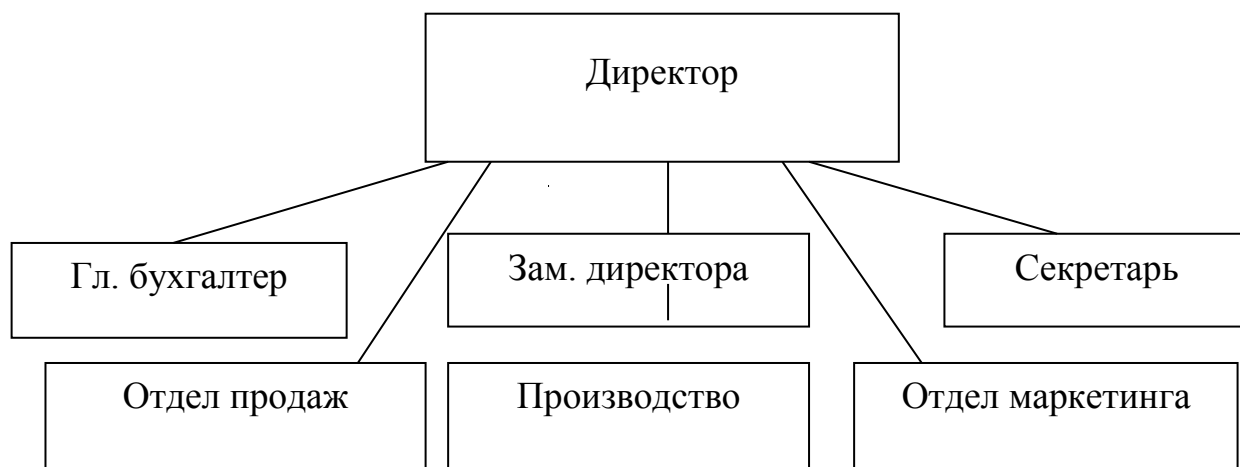 Директор
Гл. бухгалтер
Зам. директора
Секретарь
Отдел продаж
Производство
Отдел маркетинга